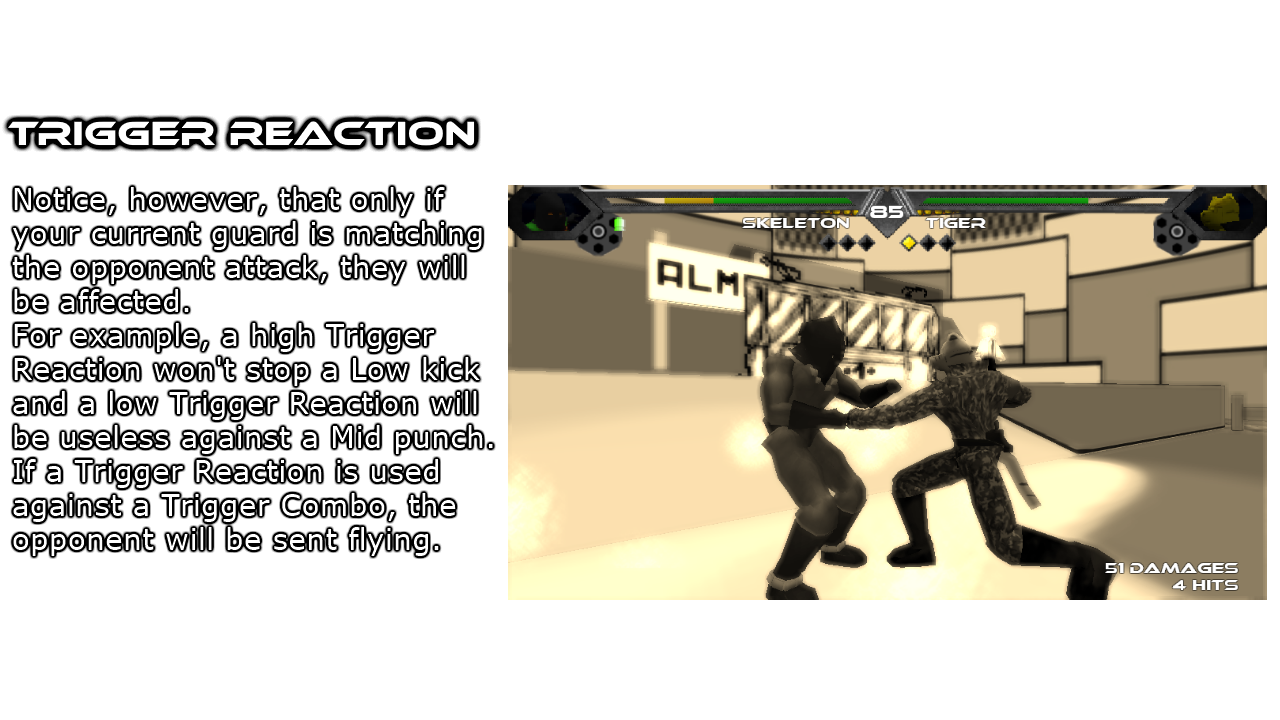 TRIGGER REACTION
Notice, however, that only if
your current guard is matching
the opponent attack, they will
be affected.
For example, a high Trigger
Reaction won't stop a Low kick
and a low Trigger Reaction will
be useless against a Mid punch.
If a Trigger Reaction is used
against a Trigger Combo, the
opponent will be sent flying.
85
SKELETON
TIGER
ALM
51 DAMAGES
4 HITS